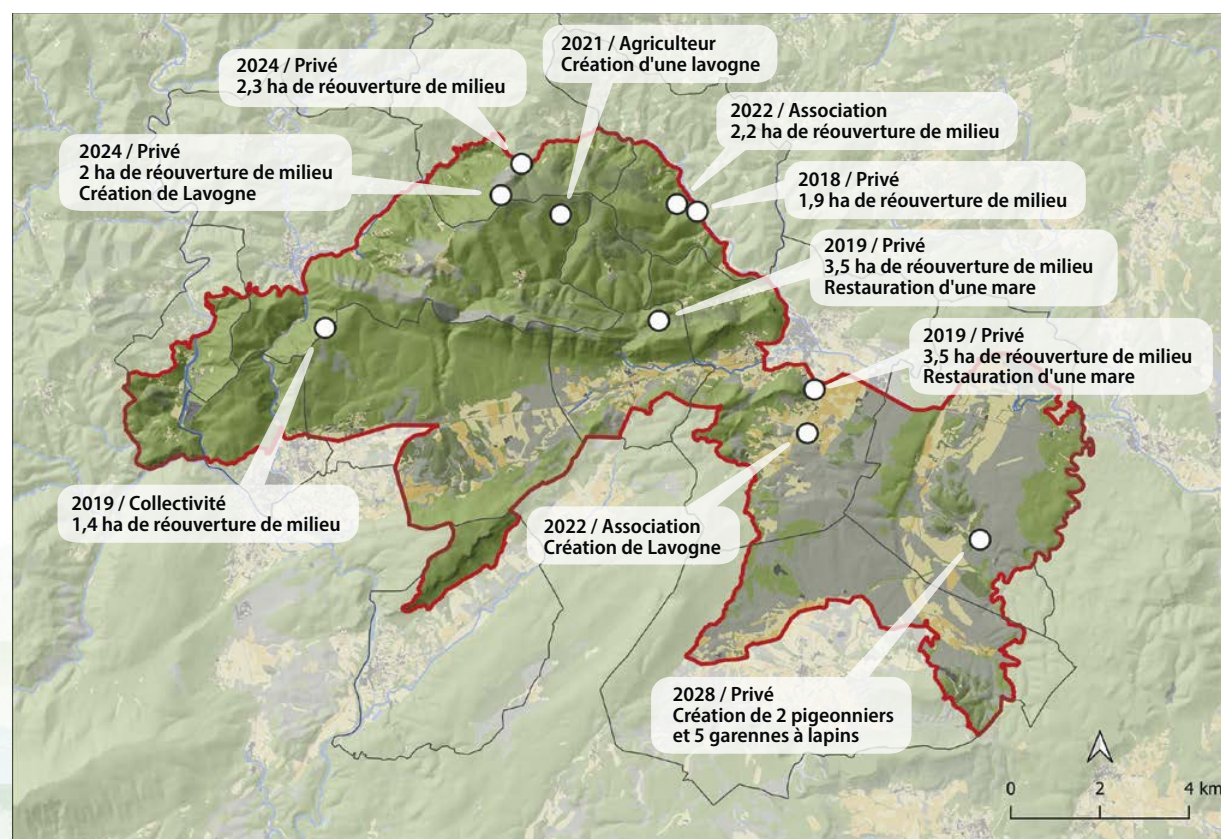 2021 / Agriculteur
Création d'une lavogne
2024 / Privé
2,3 ha de réouverture de milieu
2022 / Association
2,2 ha de réouverture de milieu
2024 / Privé
2 ha de réouverture de milieu
Création de Lavogne
2018 / Privé
1,9 ha de réouverture de milieu
2019 / Privé
3,5 ha de réouverture de milieu
Restauration d'une mare
2019 / Privé
3,5 ha de réouverture de milieu
Restauration d'une mare
2019 / Collectivité
1,4 ha de réouverture de milieu
2022 / Association
Création de Lavogne
2028 / Privé
Création de 2 pigeonniers
et 5 garennes à lapins
0 2 4 km